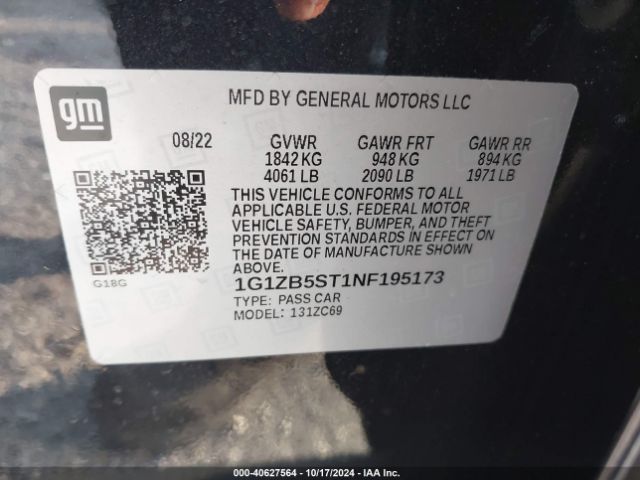 gm
MFD BY GENERAL MOTORS LLC
08/22 GVWR GAWR FRT GAWR RR
1842 KG 948 KG 894 KG
4061 LB 2090 LB 1971 LB
THIS VEHICLE CONFORMS TO ALL
APPLICABLE U.S. FEDERAL MOTOR
VEHICLE SAFETY, BUMPER, AND THEFT
PREVENTION STANDARDS IN EFFECT ON
THE DATE OF MANUFACTURE SHOWN
ABOVE.
G18G
1G1ZB5ST1NF195173
TYPE: PASS CAR
MODEL: 131ZC69
000-40627564 - 10/17/2024 - IAA Inc.